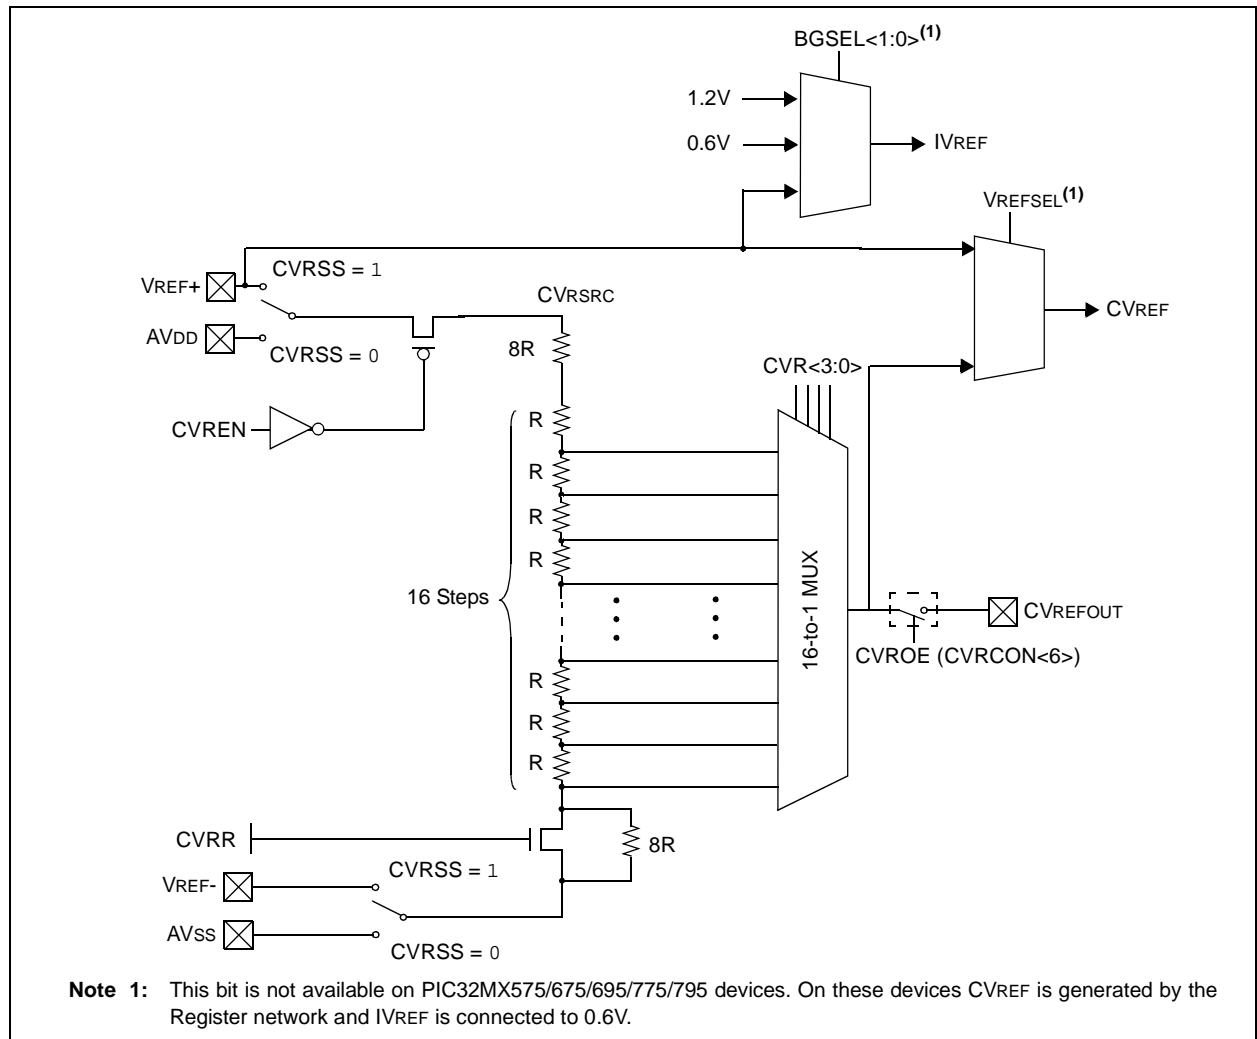 BGSEL<1:0>(1)
1.2V
0.6V
IVREF
VREFSEL(1)
VREF+
CVRSS = 1
CVRSRC
AVDD
CVRSS = 0
8R
CVREF
CVR<3:0>
CVREN
R
R
R
R
16 Steps
16-to-1 MUX
CVREFOUT
CVROE (CVRCON<6>)
R
R
R
CVRR
8R
CVRSS = 1
VREF-
AVSS
CVRSS = 0
Note 1: This bit is not available on PIC32MX575/675/695/775/795 devices. On these devices CVREF is generated by the
Register network and IVREF is connected to 0.6V.